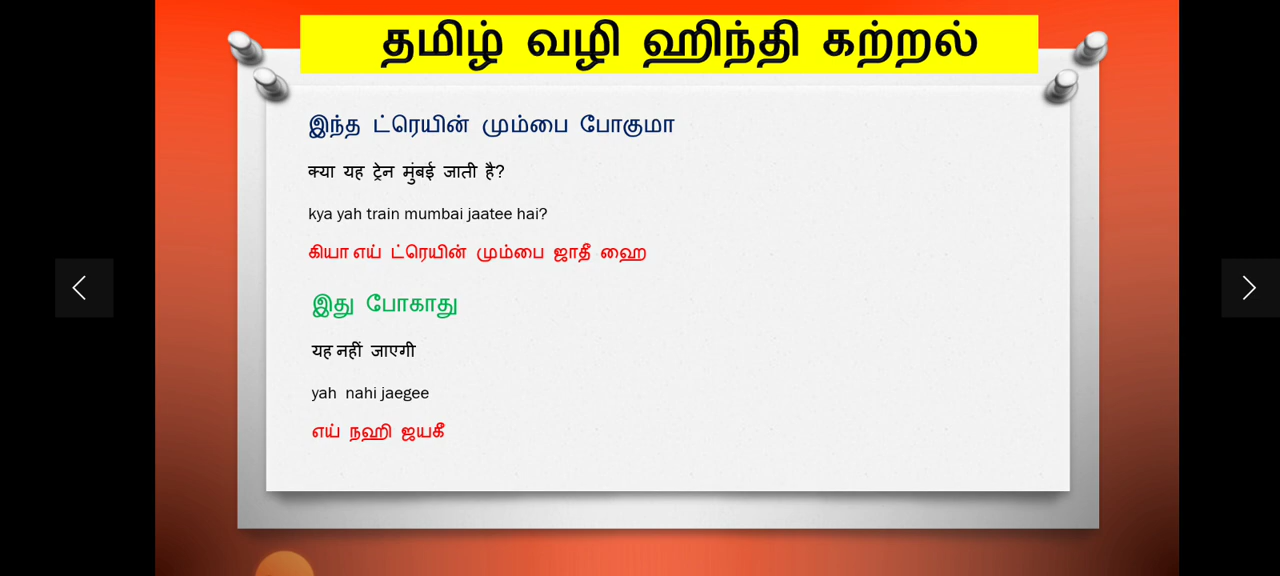 தமிழ் வழி ஹிந்தி கற்றல்
இந்த ட்ரெயின் மும்பை போகுமா
क्या यह ट्रेन मुंबई जाती है?
kya yah train mumbai jaatee hai?
கியா எய் ட்ரெயின் மும்பை ஜாதீ ஹை
இது போகாது
यह नहीं जाएगी
yah nahi jaegee
எய் நஹி ஜயகீ